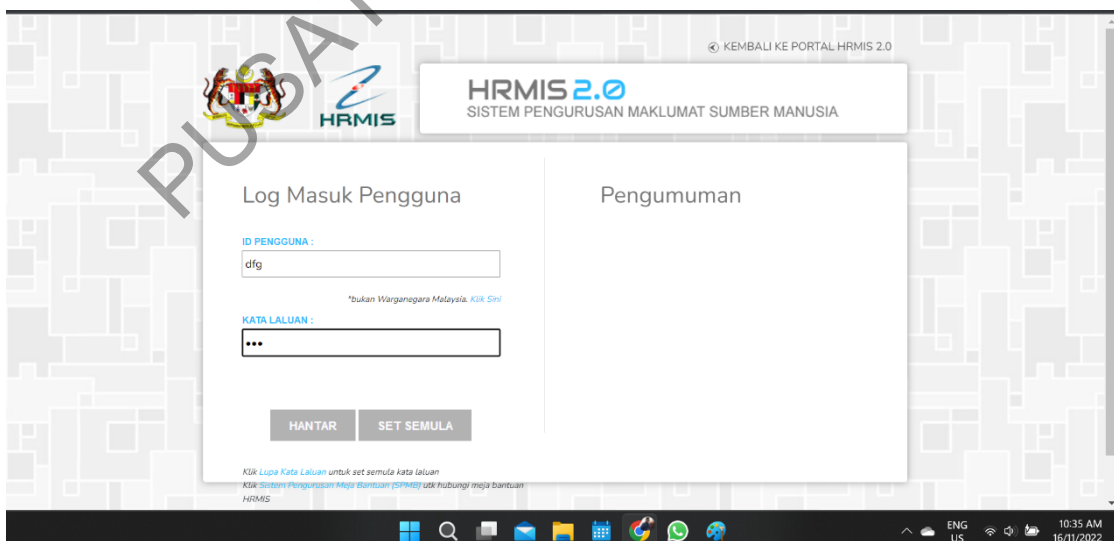 PUSAT
KEMBALI KE PORTAL HRMIS 2.0
HRMIS
HRMIS 2.0
SISTEM PENGURUSAN MAKLUMAT SUMBER MANUSIA
Log Masuk Pengguna
Pengumuman
ID PENGGUNA :
dfg
*bukan Warganegara Malaysia. Klik Sini
KATA LALUAN :
•••
HANTAR SET SEMULA
Klik Lupa Kata Laluan untuk set semula kata laluan
Klik Sistem Pengurusan Meja Bantuan (SPMB) utk hubungi meja bantuan
HRMIS
ENG
US
10:35 AM
16/11/2022